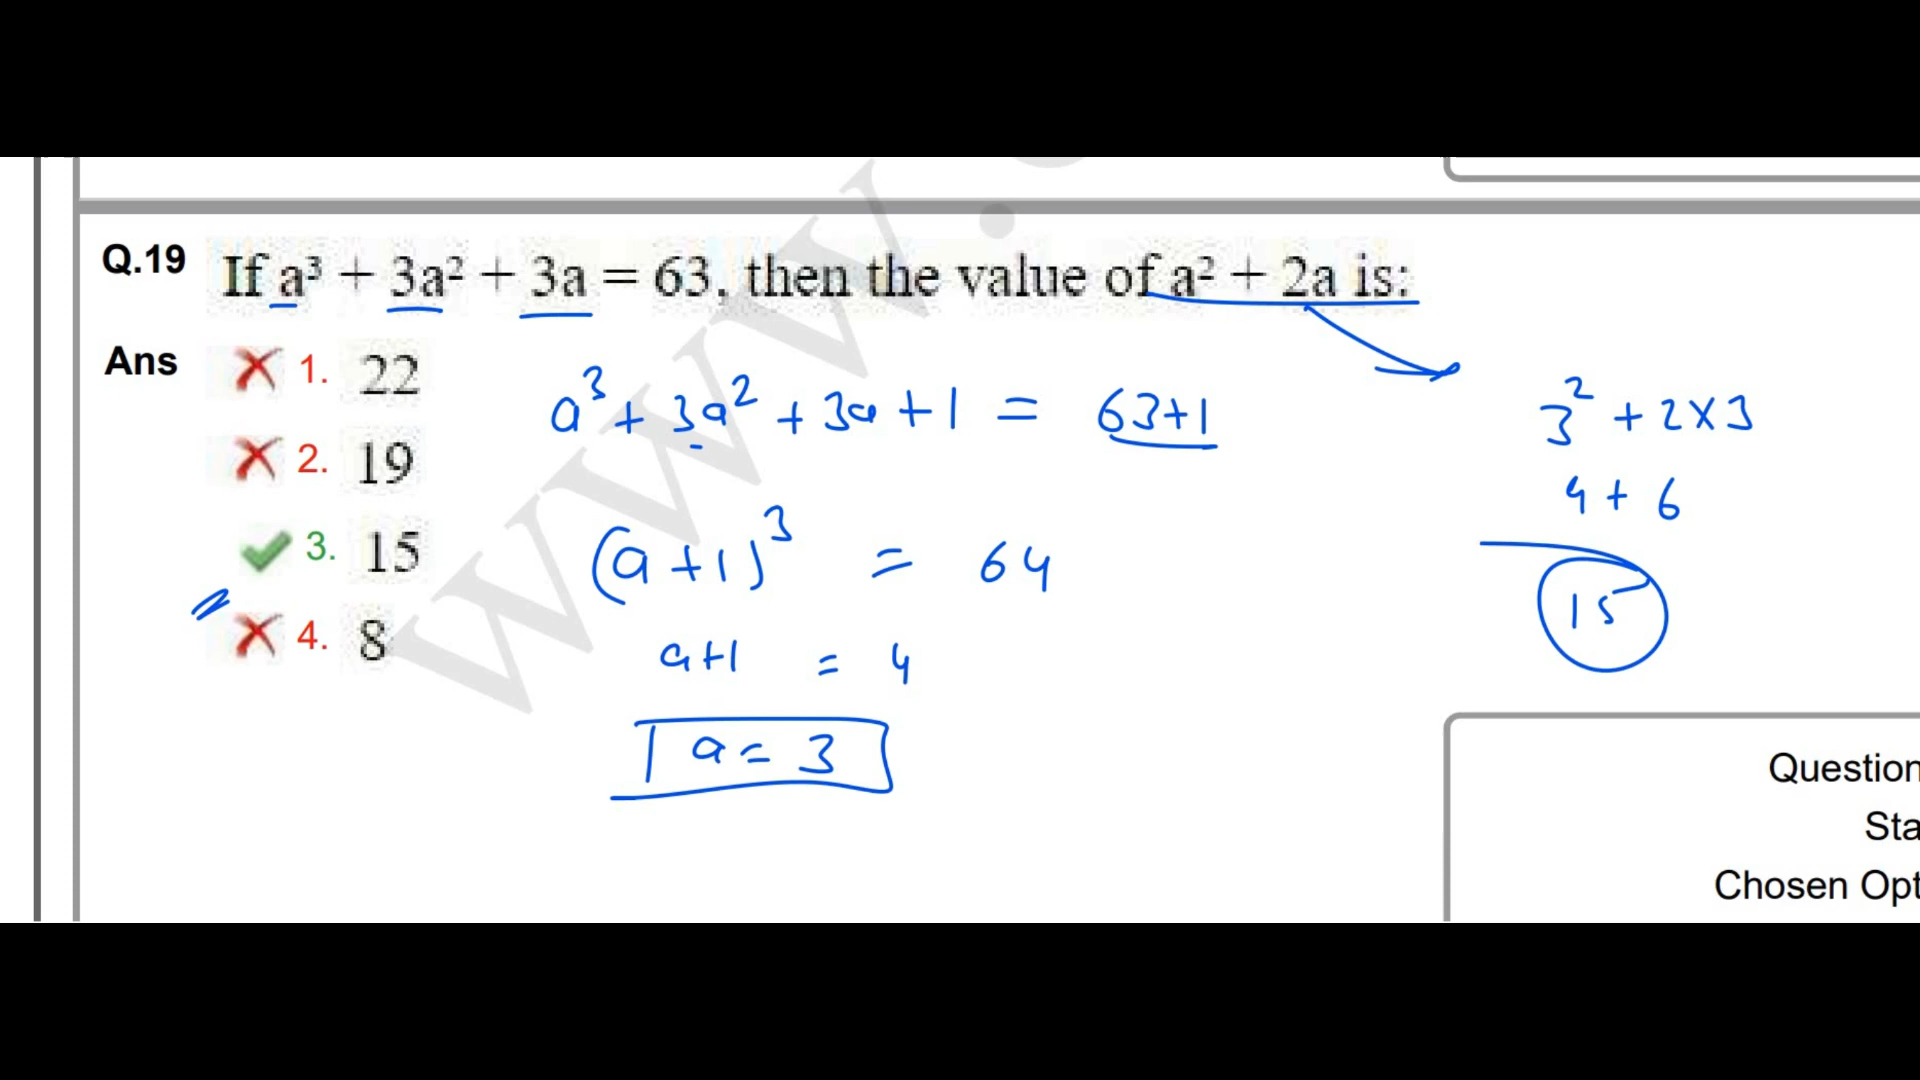 Q.19 If a³ + 3a² + 3a = 63, then the value of a² + 2a is:
Ans
1. 22
2. 19
3. 15
4. 8
a³ + 3a² + 3a + 1 = 63+1
(a+1)³ = 64
a+1 = 4
a = 3
3² + 2×3
9 + 6
15
Question
Sta
Chosen Opt
www.